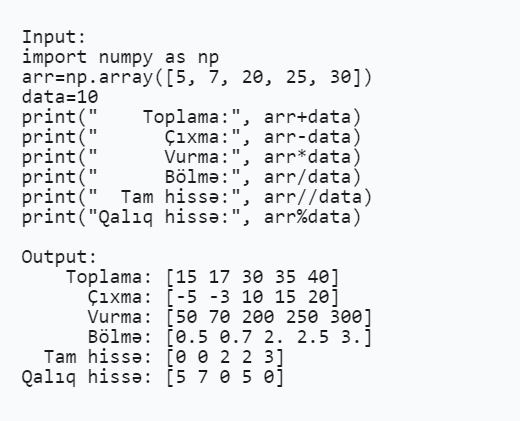 Input:
import numpy as np
arr=np.array([5, 7, 20, 25, 30])
data=10
print("    Toplama:", arr+data)
print("      Çıxma:", arr-data)
print("      Vurma:", arr*data)
print("      Bölmə:", arr/data)
print("  Tam hissə:", arr//data)
print("Qalıq hissə:", arr%data)

Output:
    Toplama: [15 17 30 35 40]
      Çıxma: [-5 -3 10 15 20]
      Vurma: [50 70 200 250 300]
      Bölmə: [0.5 0.7 2. 2.5 3.]
  Tam hissə: [0 0 2 2 3]
Qalıq hissə: [5 7 0 5 0]